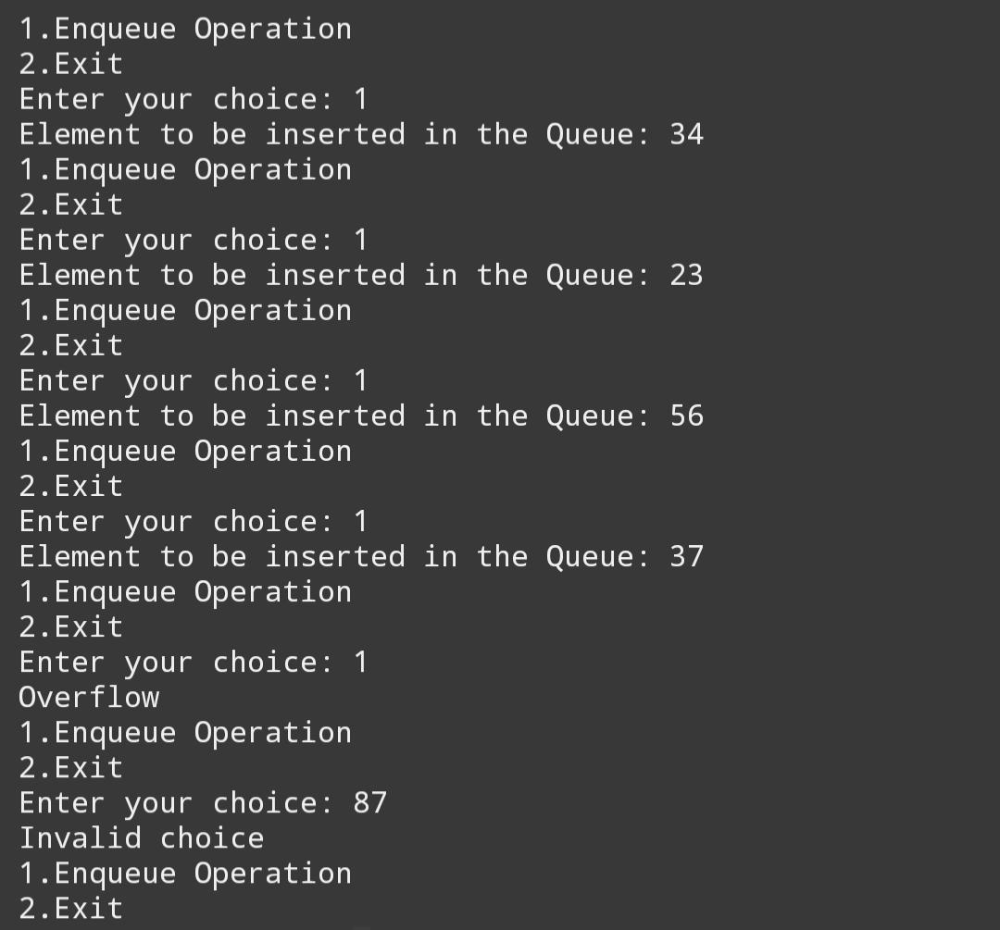 1.Enqueue Operation
2.Exit
Enter your choice: 1
Element to be inserted in the Queue: 34
1.Enqueue Operation
2.Exit
Enter your choice: 1
Element to be inserted in the Queue: 23
1.Enqueue Operation
2.Exit
Enter your choice: 1
Element to be inserted in the Queue: 56
1.Enqueue Operation
2.Exit
Enter your choice: 1
Element to be inserted in the Queue: 37
1.Enqueue Operation
2.Exit
Enter your choice: 1
Overflow
1.Enqueue Operation
2.Exit
Enter your choice: 87
Invalid choice
1.Enqueue Operation
2.Exit